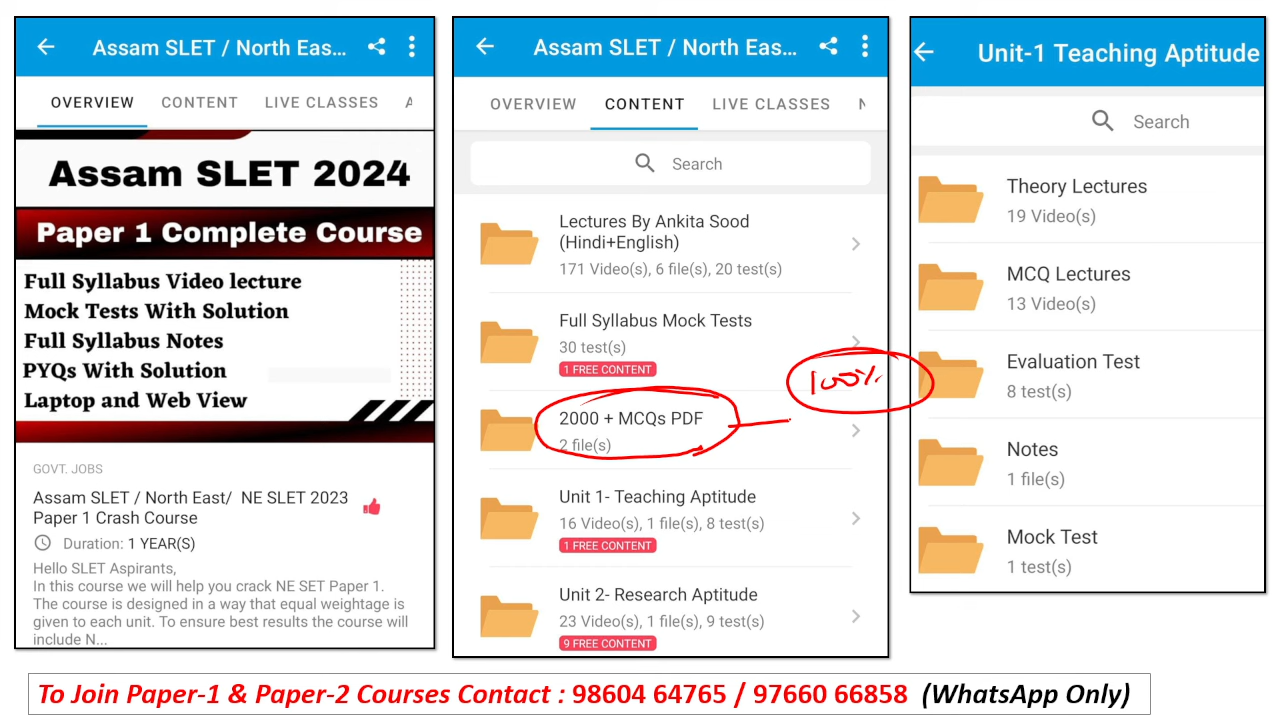 Assam SLET / North Eas...
OVERVIEW CONTENT LIVE CLASSES
Assam SLET 2024
Paper 1 Complete Course
Full Syllabus Video lecture
Mock Tests With Solution
Full Syllabus Notes
PYQs With Solution
Laptop and Web View
GOVT. JOBS
Assam SLET / North East/ NE SLET 2023
Paper 1 Crash Course
Duration: 1 YEAR(S)
Hello SLET Aspirants,
In this course we will help you crack NE SET Paper 1.
The course is designed in a way that equal weightage is
given to each unit. To ensure best results the course will
include N...
Assam SLET / North Eas...
OVERVIEW CONTENT LIVE CLASSES
Search
Lectures By Ankita Sood
(Hindi+English)
171 Video(s), 6 file(s), 20 test(s)
Full Syllabus Mock Tests
30 test(s)
1 FREE CONTENT
2000 + MCQs PDF
2 file(s)
100%
Unit 1- Teaching Aptitude
16 Video(s), 1 file(s), 8 test(s)
1 FREE CONTENT
Unit 2- Research Aptitude
23 Video(s), 1 file(s), 9 test(s)
9 FREE CONTENT
Unit-1 Teaching Aptitude
Search
Theory Lectures
19 Video(s)
MCQ Lectures
13 Video(s)
Evaluation Test
8 test(s)
Notes
1 file(s)
Mock Test
1 test(s)
To Join Paper-1 & Paper-2 Courses Contact : 98604 64765 / 97660 66858 (WhatsApp Only)